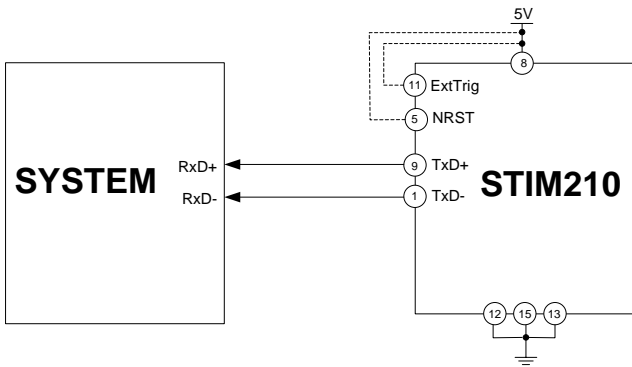 5V
8
11 ExtTrig
5 NRST
RxD+ 9 TxD+
SYSTEM STIM210
RxD- 1 TxD-
12 15 13